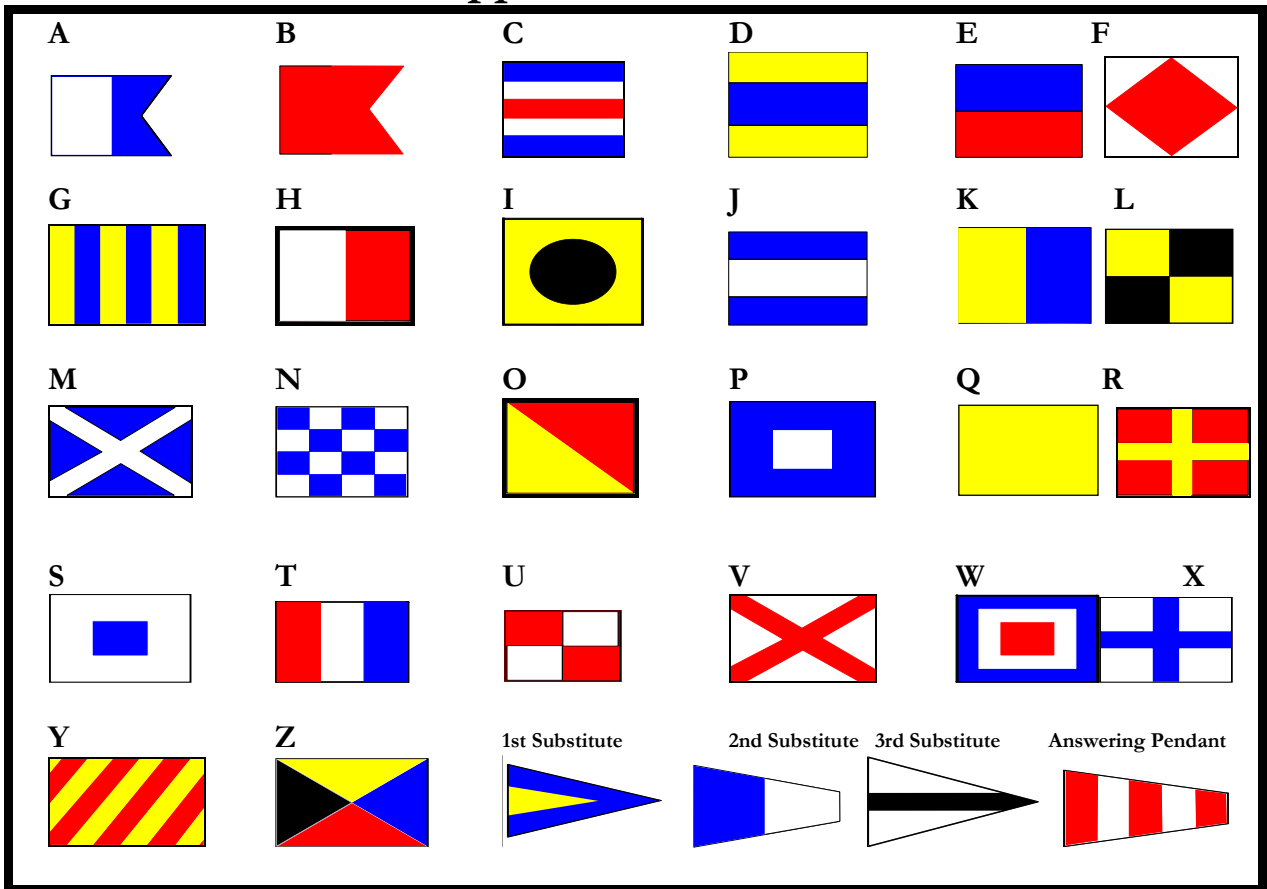 A B C D E F
G H I J K L
M N O P Q R
S T U V W X
Y Z 1st Substitute 2nd Substitute 3rd Substitute Answering Pendant